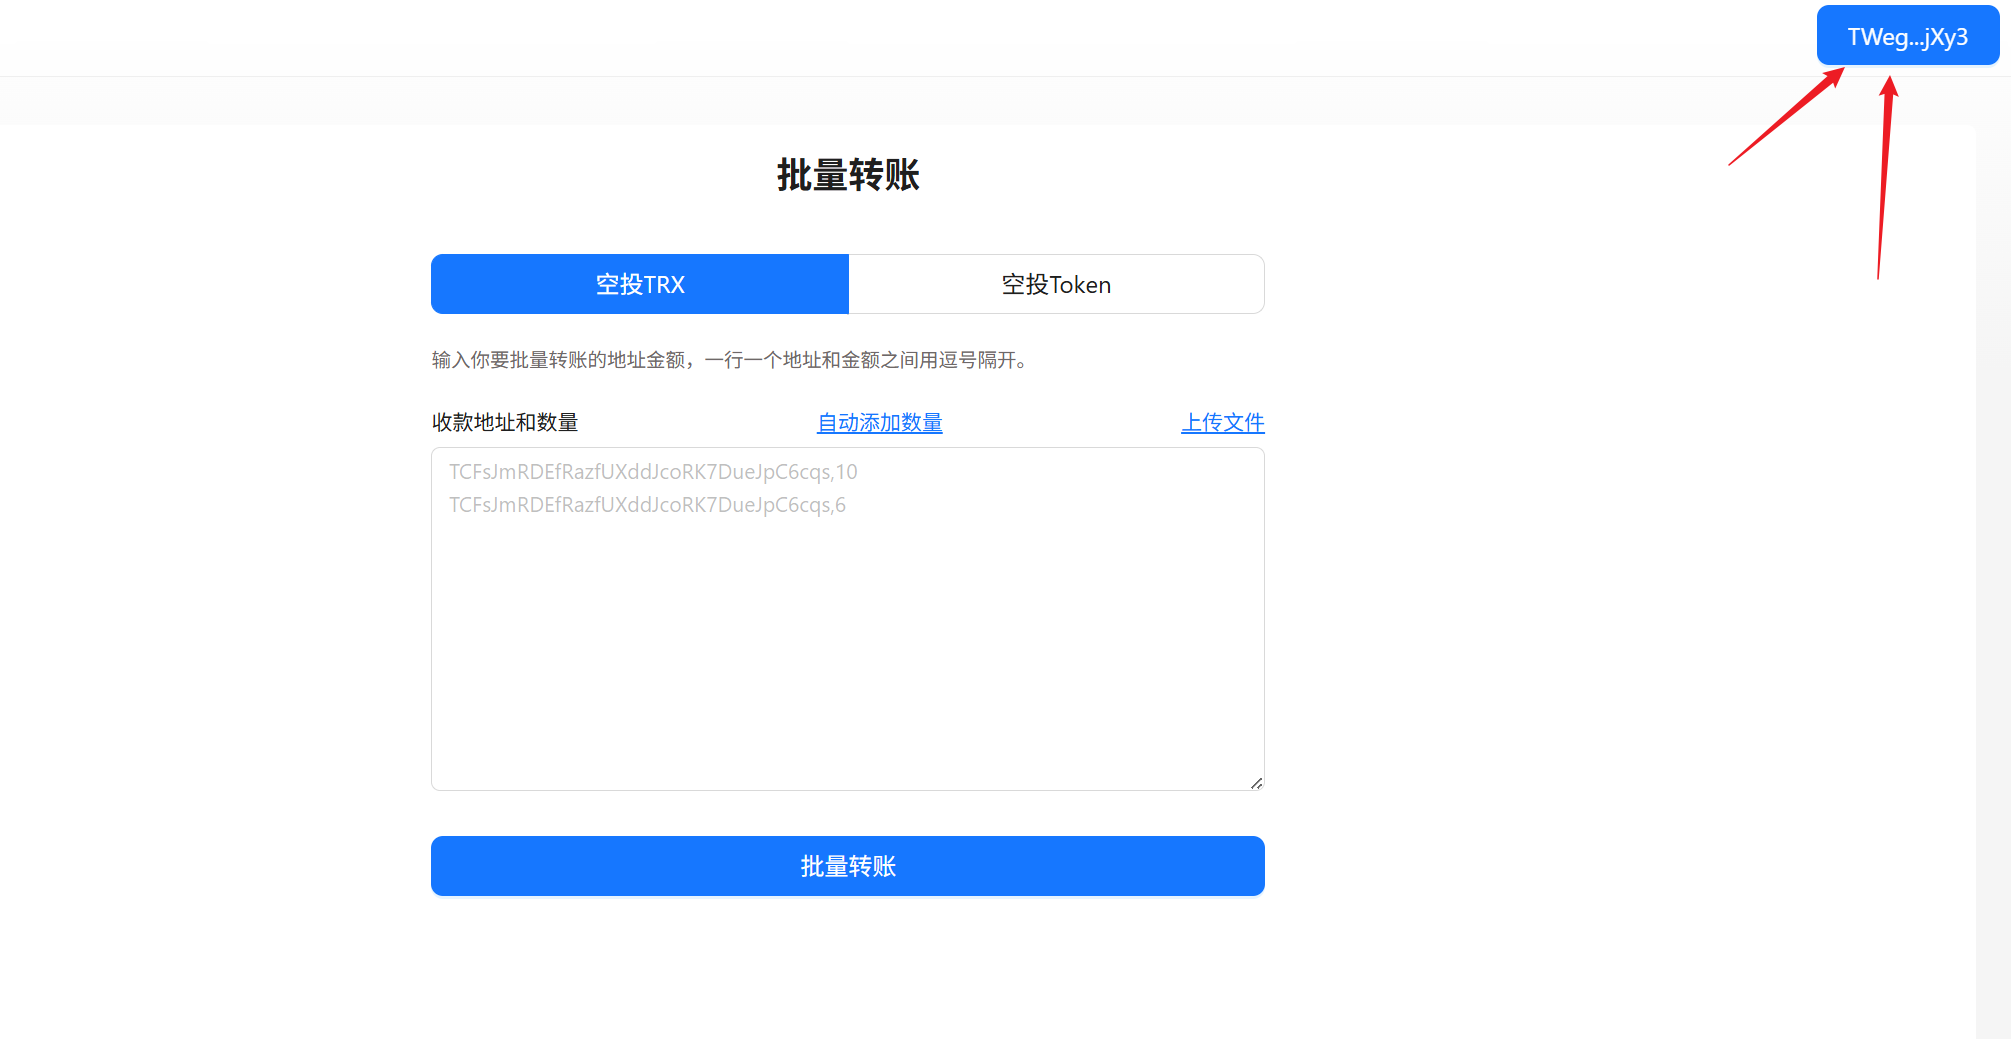 TWeg...jXy3
批量转账
空投TRX
空投Token
输入你要批量转账的地址金额，一行一个地址和金额之间用逗号隔开。
收款地址和数量
自动添加数量
上传文件
TCFsJmRDEfRazfUXddJcoRK7DueJpC6cqs,10
TCFsJmRDEfRazfUXddJcoRK7DueJpC6cqs,6
批量转账